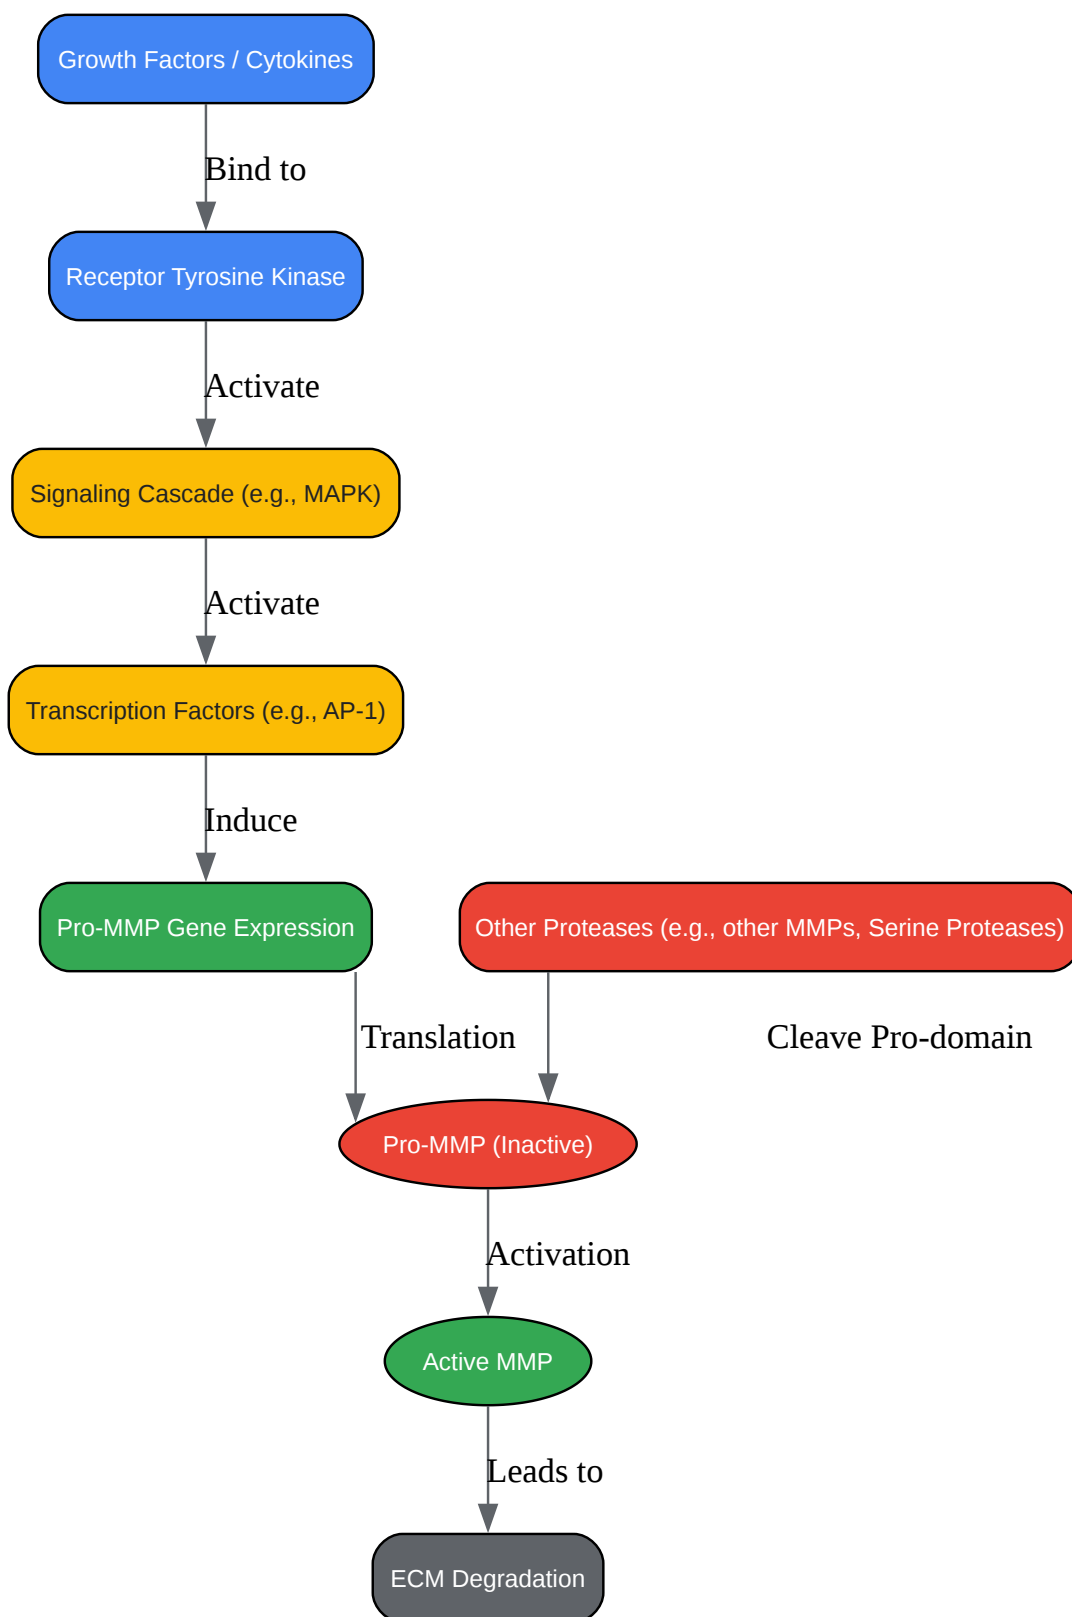 Growth Factors / Cytokines
Bind to
Receptor Tyrosine Kinase
Activate
Signaling Cascade (e.g., MAPK)
Activate
Transcription Factors (e.g., AP-1)
Induce
Pro-MMP Gene Expression
Other Proteases (e.g., other MMPs, Serine Proteases)
Translation
Cleave Pro-domain
Pro-MMP (Inactive)
Activation
Active MMP
Leads to
ECM Degradation